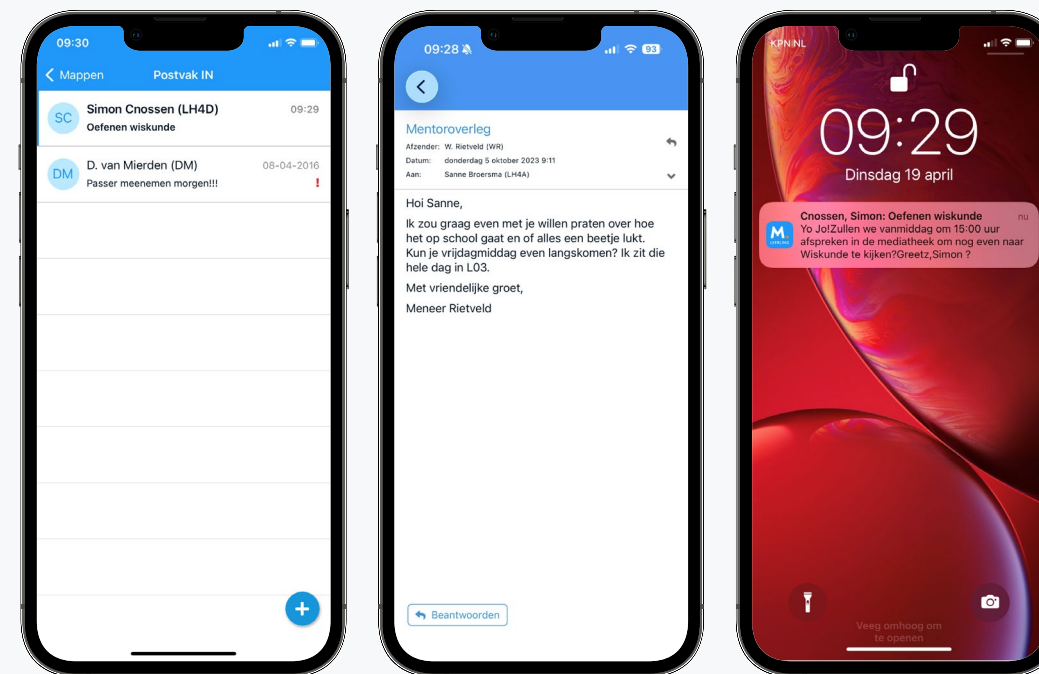 09:30
Mappen
Postvak IN
SC
Simon Cnossen (LH4D)
09:29
Oefenen wiskunde
DM
D. van Mierden (DM)
08-04-2016
Passer meenemen morgen!!!
!
09:28
93
Mentoroverleg
Afzender: W. Rietveld (WR)
Datum: donderdag 5 oktober 2023 9:11
Aan: Sanne Broersma (LH4A)
Hoi Sanne,
Ik zou graag even met je willen praten over hoe
het op school gaat en of alles een beetje lukt.
Kun je vrijdagmiddag even langskomen? Ik zit die
hele dag in L03.
Met vriendelijke groet,
Meneer Rietveld
Beantwoorden
KPN NL
09:29
Dinsdag 19 april
M
LEERLING
Cnossen, Simon: Oefenen wiskunde
nu
Yo Jo!Zullen we vanmiddag om 15:00 uur
afspreken in de mediatheek om nog even naar
Wiskunde te kijken?Greetz,Simon ?
Veeg omhoog om
te openen